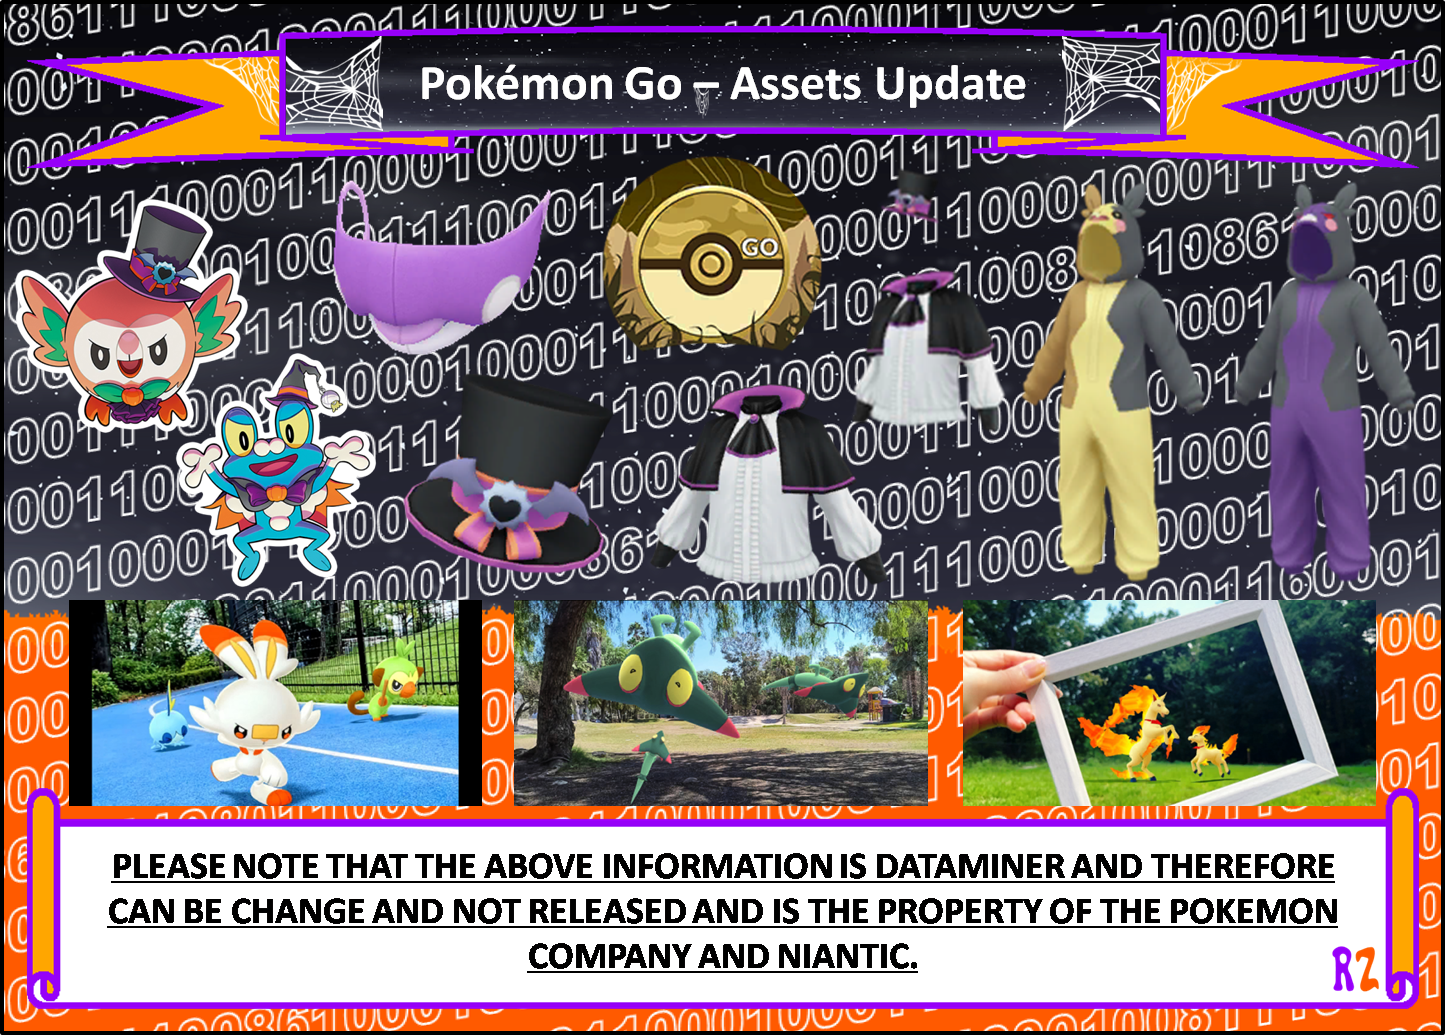 Pokémon Go – Assets Update
GO
PLEASE NOTE THAT THE ABOVE INFORMATION IS DATAMINER AND THEREFORE
CAN BE CHANGE AND NOT RELEASED AND IS THE PROPERTY OF THE POKEMON
COMPANY AND NIANTIC.
RZ